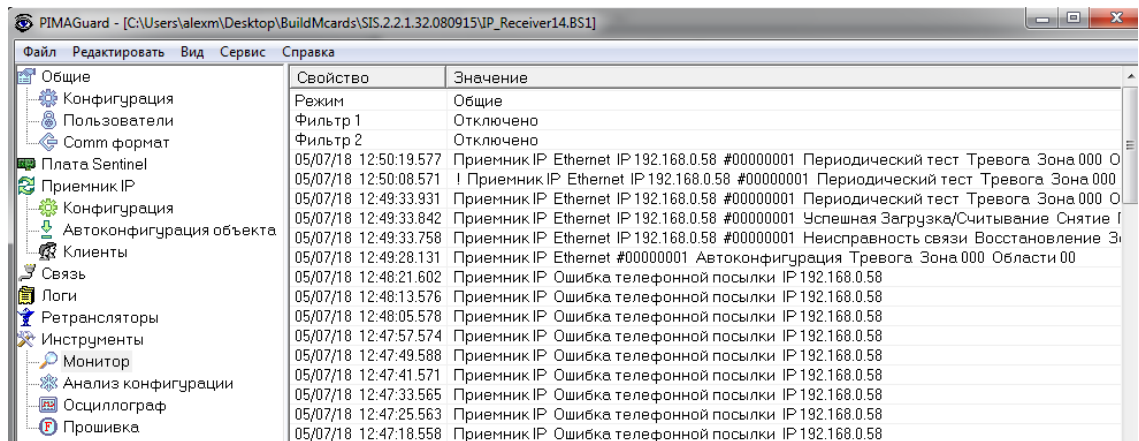 PIMAGuard - [C:\Users\alexm\Desktop\BuildMcards\SIS.2.2.1.32.080915\IP_Receiver14.BS1]
Файл Редактировать Вид Сервис Справка
Общие
Конфигурация
Пользователи
Comm формат
Плата Sentinel
Приемник IP
Конфигурация
Автоконфигурация объекта
Клиенты
Связь
Логи
Ретрансляторы
Инструменты
Монитор
Анализ конфигурации
Осциллограф
Прошивка
Свойство Значение
Режим Общие
Фильтр 1 Отключено
Фильтр 2 Отключено
05/07/18 12:50:19.577 Приемник IP Ethernet IP 192.168.0.58 #00000001 Периодический тест Тревога Зона 000 О
05/07/18 12:50:08.571 ! Приемник IP Ethernet IP 192.168.0.58 #00000001 Периодический тест Тревога Зона 000
05/07/18 12:49:33.931 Приемник IP Ethernet IP 192.168.0.58 #00000001 Периодический тест Тревога Зона 000 О
05/07/18 12:49:33.842 Приемник IP Ethernet IP 192.168.0.58 #00000001 Успешная Загрузка/Считывание Снятие
05/07/18 12:49:33.758 Приемник IP Ethernet IP 192.168.0.58 #00000001 Неисправность связи Восстановление
05/07/18 12:49:28.131 Приемник IP Ethernet #00000001 Автоконфигурация Тревога Зона 000 Области 00
05/07/18 12:48:21.602 Приемник IP Ошибка телефонной посылки IP 192.168.0.58
05/07/18 12:48:13.576 Приемник IP Ошибка телефонной посылки IP 192.168.0.58
05/07/18 12:48:05.578 Приемник IP Ошибка телефонной посылки IP 192.168.0.58
05/07/18 12:47:57.574 Приемник IP Ошибка телефонной посылки IP 192.168.0.58
05/07/18 12:47:49.588 Приемник IP Ошибка телефонной посылки IP 192.168.0.58
05/07/18 12:47:41.571 Приемник IP Ошибка телефонной посылки IP 192.168.0.58
05/07/18 12:47:33.565 Приемник IP Ошибка телефонной посылки IP 192.168.0.58
05/07/18 12:47:25.563 Приемник IP Ошибка телефонной посылки IP 192.168.0.58
05/07/18 12:47:18.558 Приемник IP Ошибка телефонной посылки IP 192.168.0.58